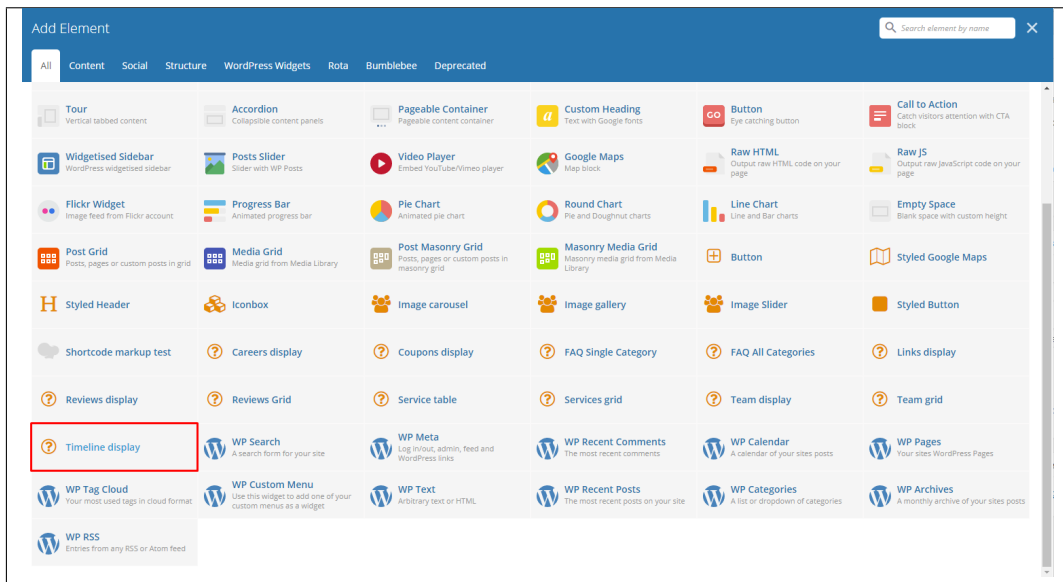 Add Element
Search element by name
All Content Social Structure WordPress Widgets Rota Bumblebee Deprecated
Tour
Vertical tabbed content
Accordion
Collapsible content panels
Pageable Container
Pageable content container
a
Custom Heading
Text with Google fonts
GO
Button
Eye catching button
Call to Action
Catch visitors attention with CTA
block
Widgetised Sidebar
WordPress widgetised sidebar
Posts Slider
Slider with WP Posts
Video Player
Embed YouTube/Vimeo player
Google Maps
Map block
Raw HTML
Output raw HTML code on your
page
Raw JS
Output raw JavaScript code on your
page
Flickr Widget
Image feed from Flickr account
Progress Bar
Animated progress bar
Pie Chart
Animated pie chart
Round Chart
Pie and Doughnut charts
Line Chart
Line and Bar charts
Empty Space
Blank space with custom height
Post Grid
Posts, pages or custom posts in grid
Media Grid
Media grid from Media Library
Post Masonry Grid
Posts, pages or custom posts in
masonry grid
Masonry Media Grid
Masonry media grid from Media
Library
Button
Styled Google Maps
H Styled Header
Iconbox
Image carousel
Image gallery
Image Slider
Styled Button
Shortcode markup test
? Careers display
? Coupons display
? FAQ Single Category
? FAQ All Categories
? Links display
? Reviews display
? Reviews Grid
? Service table
? Services grid
? Team display
? Team grid
? Timeline display
WP Search
A search form for your site
WP Meta
Log in/out, admin, feed and
WordPress links
WP Recent Comments
The most recent comments
WP Calendar
A calendar of your sites posts
WP Pages
Your sites WordPress Pages
WP Tag Cloud
Your most used tags in cloud format
WP Custom Menu
Use this widget to add one of your
custom menus as a widget
WP Text
Arbitrary text or HTML
WP Recent Posts
The most recent posts on your site
WP Categories
A list or dropdown of categories
WP Archives
A monthly archive of your sites posts
WP RSS
Entries from any RSS or Atom feed